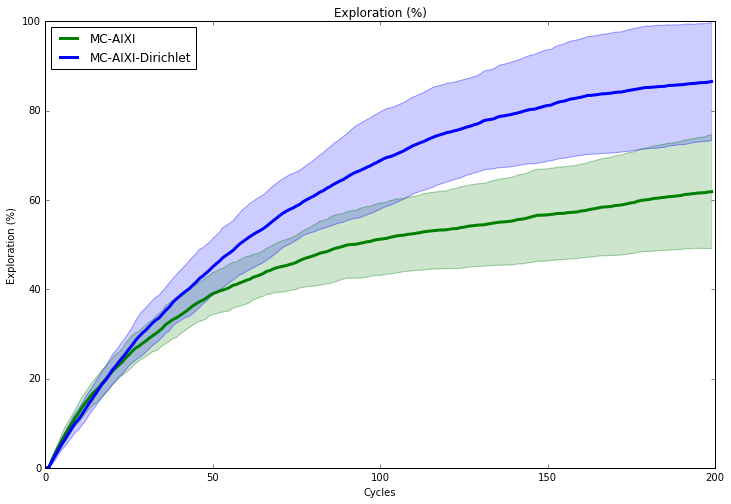 Exploration (%)
MC-AIXI
MC-AIXI-Dirichlet
Exploration (%)
100
80
60
40
20
0
0 50 100 150 200
Cycles